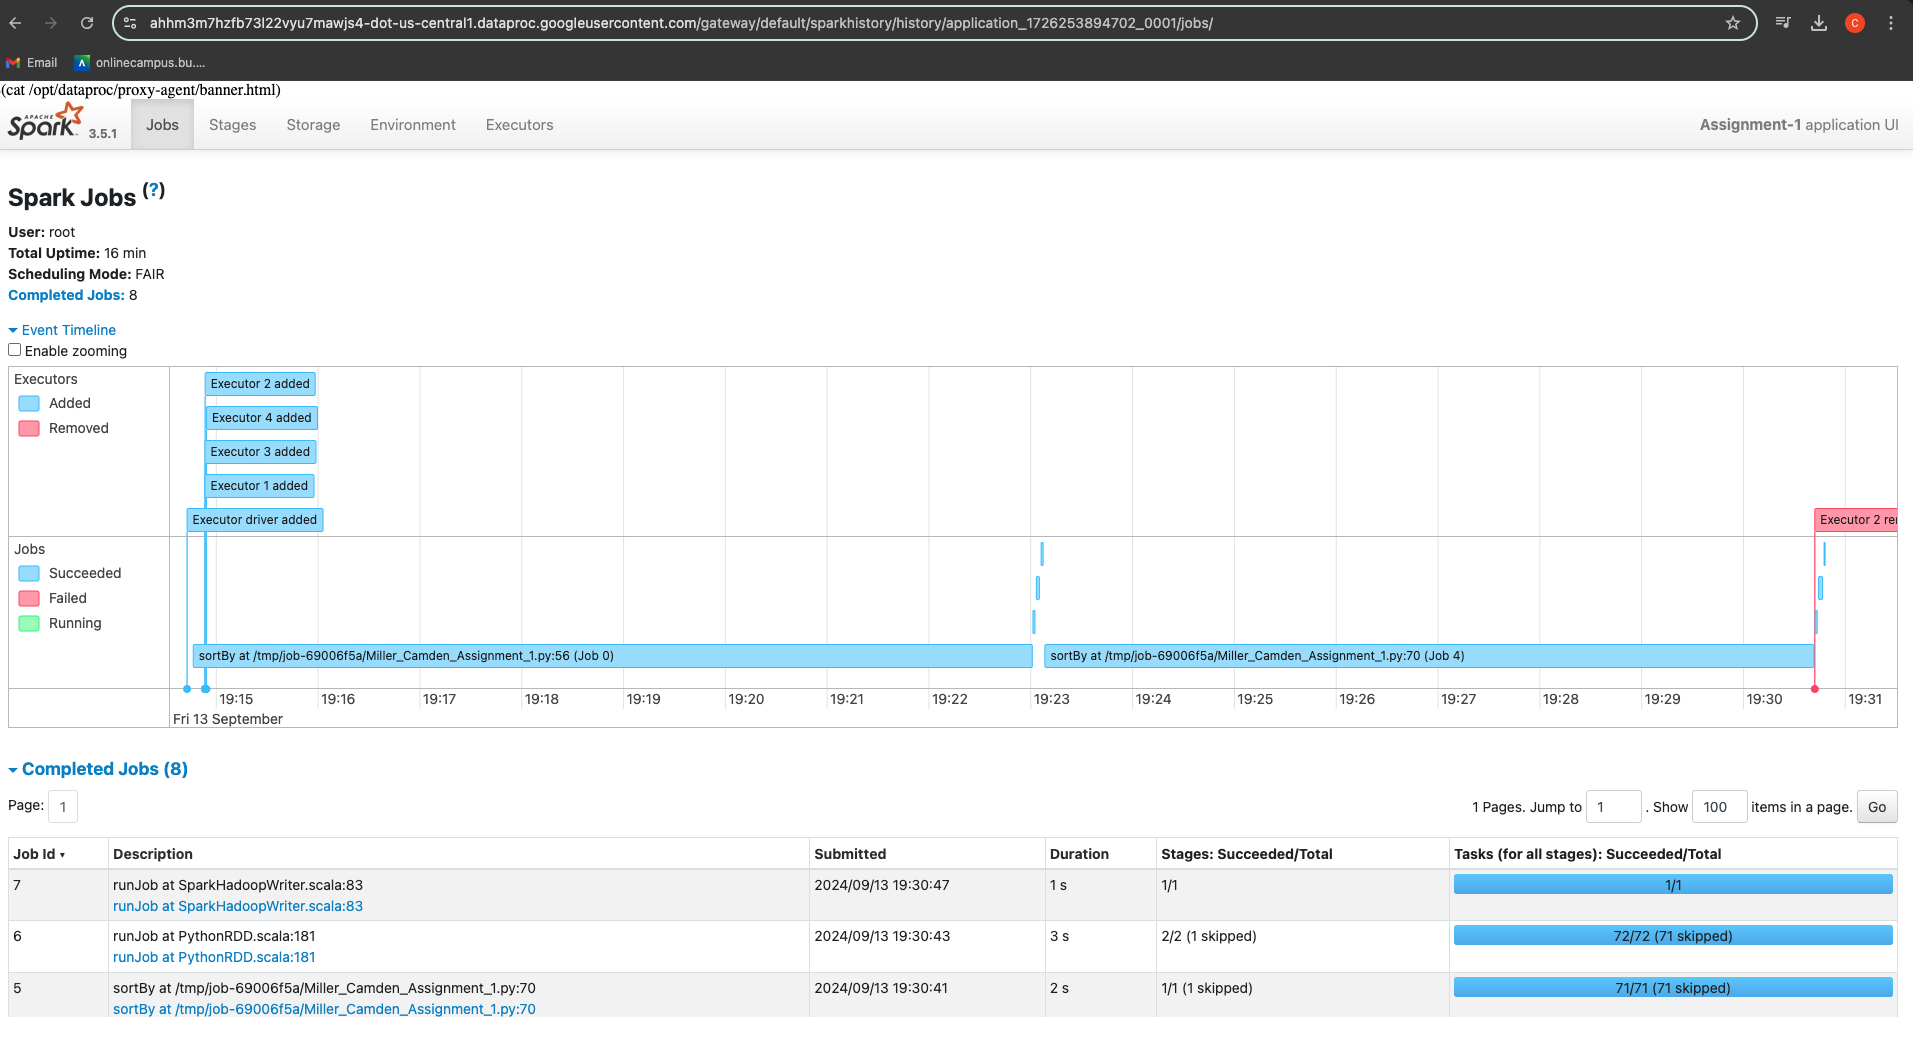 ahhm3m7hzfb73l22vyu7mawjs4-dot-us-central1.dataproc.googleusercontent.com/gateway/default/sparkhistory/history/application_1726253894702_0001/jobs/
C
Email onlinecampus.bu....
(cat /opt/dataproc/proxy-agent/banner.html)
APACHE Spark 3.5.1 Jobs Stages Storage Environment Executors Assignment-1 application UI
Spark Jobs (?)
User: root
Total Uptime: 16 min
Scheduling Mode: FAIR
Completed Jobs: 8
Event Timeline
Enable zooming
Executors
Added
Removed
Executor 2 added
Executor 4 added
Executor 3 added
Executor 1 added
Executor driver added
Executor 2 rer
Jobs
Succeeded
Failed
Running
sortBy at /tmp/job-69006f5a/Miller_Camden_Assignment_1.py:56 (Job 0)
sortBy at /tmp/job-69006f5a/Miller_Camden_Assignment_1.py:70 (Job 4)
19:15 19:16 19:17 19:18 19:19 19:20 19:21 19:22 19:23 19:24 19:25 19:26 19:27 19:28 19:29 19:30 19:31
Fri 13 September
Completed Jobs (8)
Page: 1
1 Pages. Jump to 1 . Show 100 items in a page. Go
Job Id ▾ Description Submitted Duration Stages: Succeeded/Total Tasks (for all stages): Succeeded/Total
7 runJob at SparkHadoopWriter.scala:83 2024/09/13 19:30:47 1 s 1/1 1/1
runJob at SparkHadoopWriter.scala:83
6 runJob at PythonRDD.scala:181 2024/09/13 19:30:43 3 s 2/2 (1 skipped) 72/72 (71 skipped)
runJob at PythonRDD.scala:181
5 sortBy at /tmp/job-69006f5a/Miller_Camden_Assignment_1.py:70 2024/09/13 19:30:41 2 s 1/1 (1 skipped) 71/71 (71 skipped)
sortBy at /tmp/job-69006f5a/Miller_Camden_Assignment_1.py:70